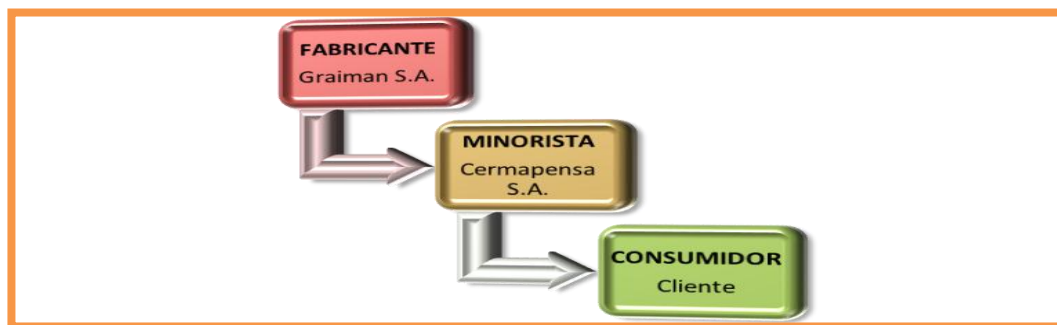 FABRICANTE
Graiman S.A.
MINORISTA
Cermapensa
S.A.
CONSUMIDOR
Cliente